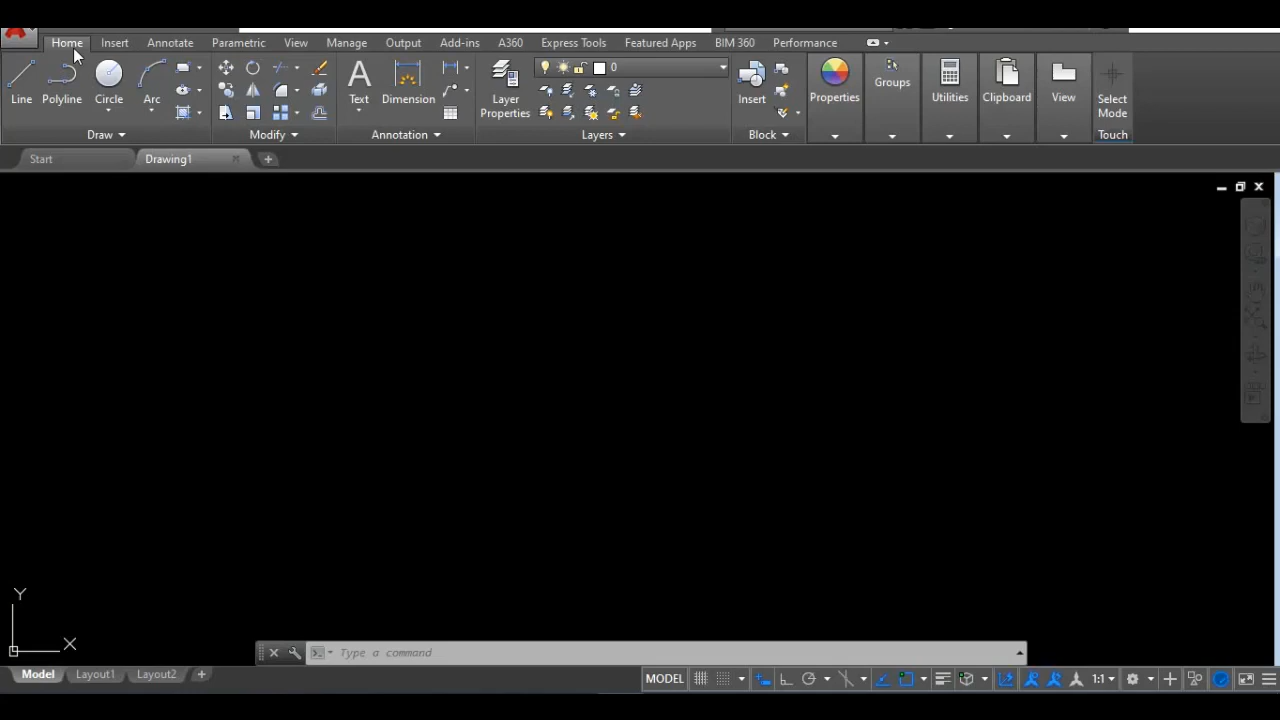 Home Insert Annotate Parametric View Manage Output Add-ins A360 Express Tools Featured Apps BIM 360 Performance
Line Polyline Circle Arc
Text Dimension
Layer Properties
0
Insert
Properties
Groups
Utilities
Clipboard
View
Select Mode
Draw Modify Annotation Layers Block Touch
Start Drawing1
Y
X
Type a command
Model Layout1 Layout2
MODEL 1:1